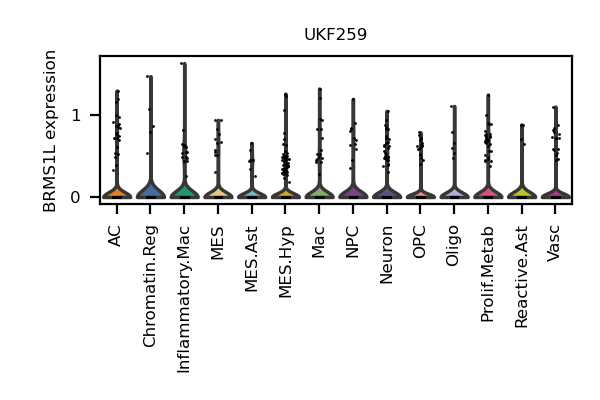 UKF259
BRMS1L expression
1
0
AC
Chromatin.Reg
Inflammatory.Mac
MES
MES.Ast
MES.Hyp
Mac
NPC
Neuron
OPC
Oligo
Prolif.Metab
Reactive.Ast
Vasc